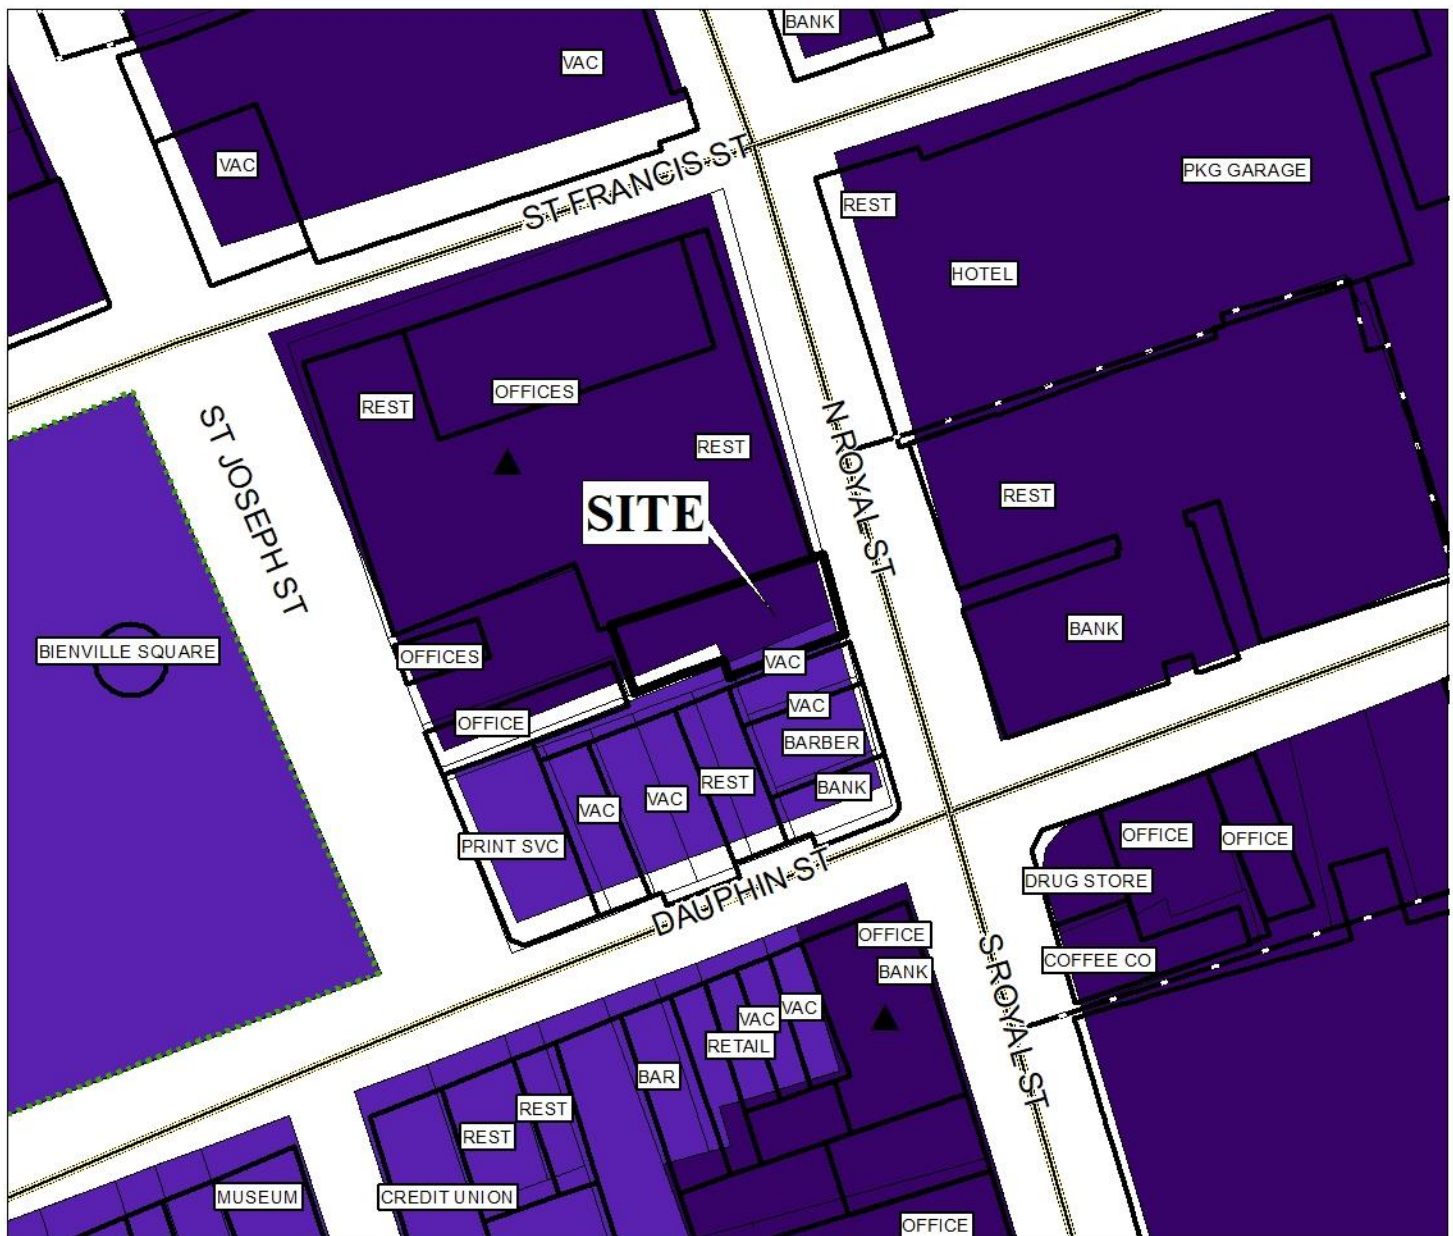 BANK
VAC
VAC
ST FRANCIS ST
PKG GARAGE
REST
HOTEL
OFFICES
REST
REST
N ROYAL ST
ST JOSEPH ST
SITE
REST
BANK
BIENVILLE SQUARE
OFFICES
VAC
VAC
OFFICE
BARBER
REST
BANK
VAC
VAC
PRINT SVC
OFFICE
OFFICE
DRUG STORE
DAUPHIN ST
OFFICE
COFFEE CO
BANK
S ROYAL ST
VAC
VAC
RETAIL
BAR
REST
REST
MUSEUM
CREDIT UNION
OFFICE